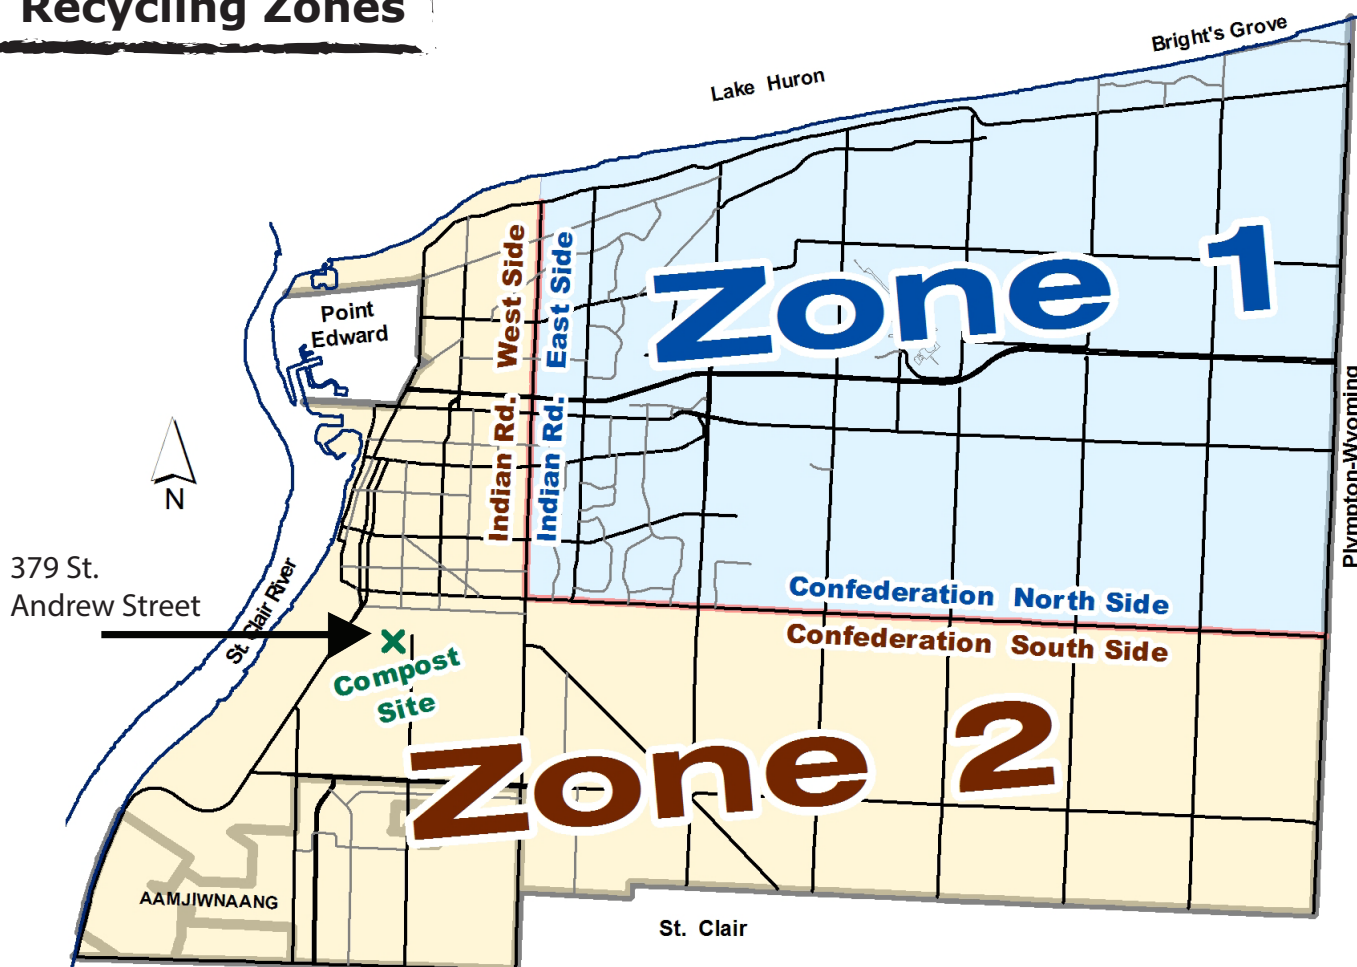 Recycling Zones
Bright's Grove
Lake Huron
West Side
East Side
Zone 1
Point
Edward
Indian Rd.
Indian Rd.
Plympton-Wyoming
N
379 St.
Andrew Street
St. Clair River
Confederation North Side
Confederation South Side
Compost
Site
Zone 2
AAMJIWNAANG
St. Clair